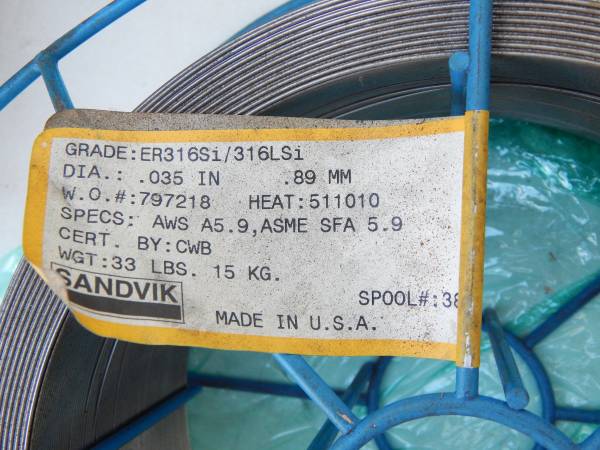 GRADE:ER316Si/316LSi
DIA.: .035 IN .89 MM
W.O.#:797218 HEAT:511010
SPECS: AWS A5.9,ASME SFA 5.9
CERT. BY:CWB
WGT:33 LBS. 15 KG.
SANDVIK
SPOOL#:38
MADE IN U.S.A.